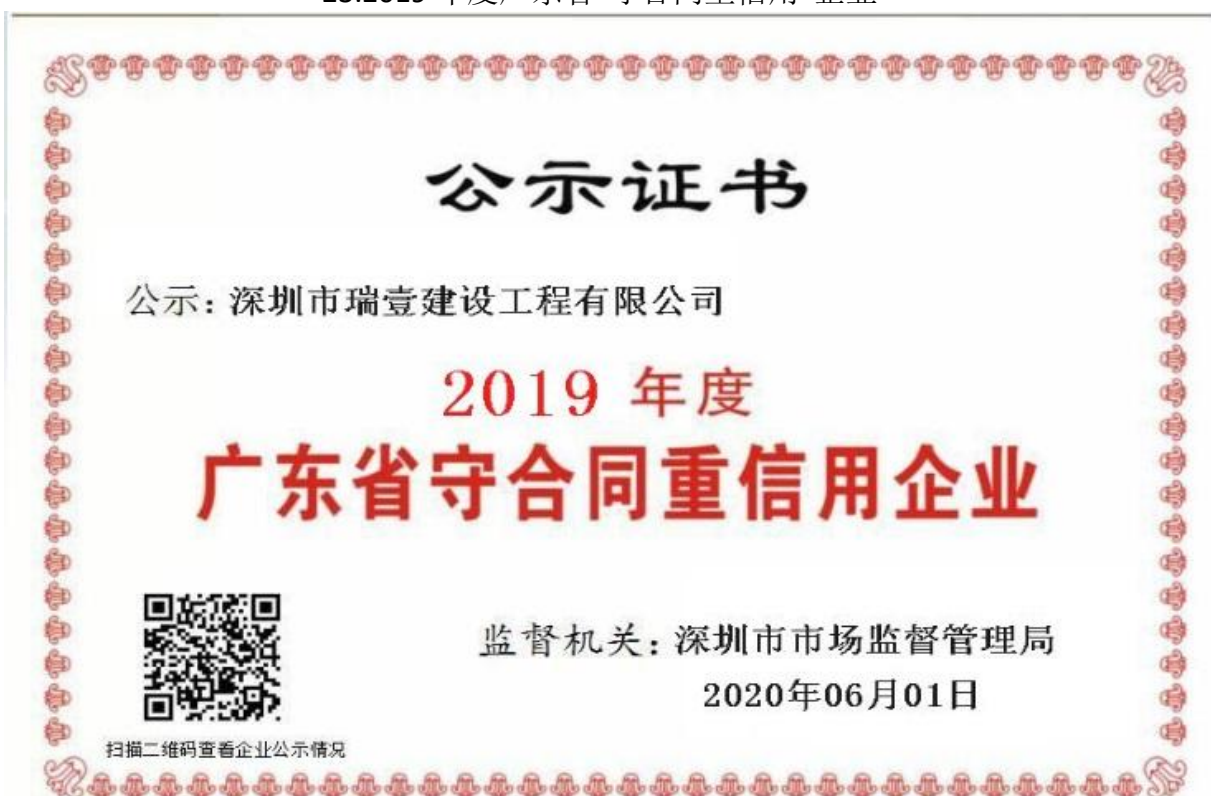 公示证书
公示：深圳市瑞壹建设工程有限公司
2019 年度
广东省守合同重信用企业
监督机关：深圳市市场监督管理局
2020年06月01日
扫描二维码查看企业公示情况